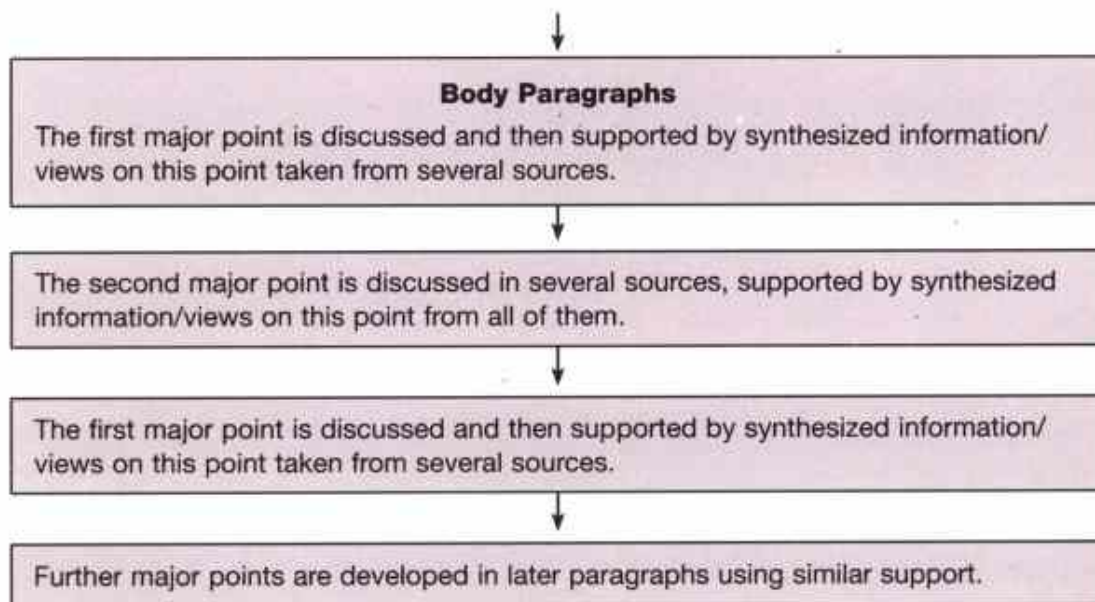 Body Paragraphs
The first major point is discussed and then supported by synthesized information/
views on this point taken from several sources.
The second major point is discussed in several sources, supported by synthesized
information/views on this point from all of them.
The first major point is discussed and then supported by synthesized information/
views on this point taken from several sources.
Further major points are developed in later paragraphs using similar support.